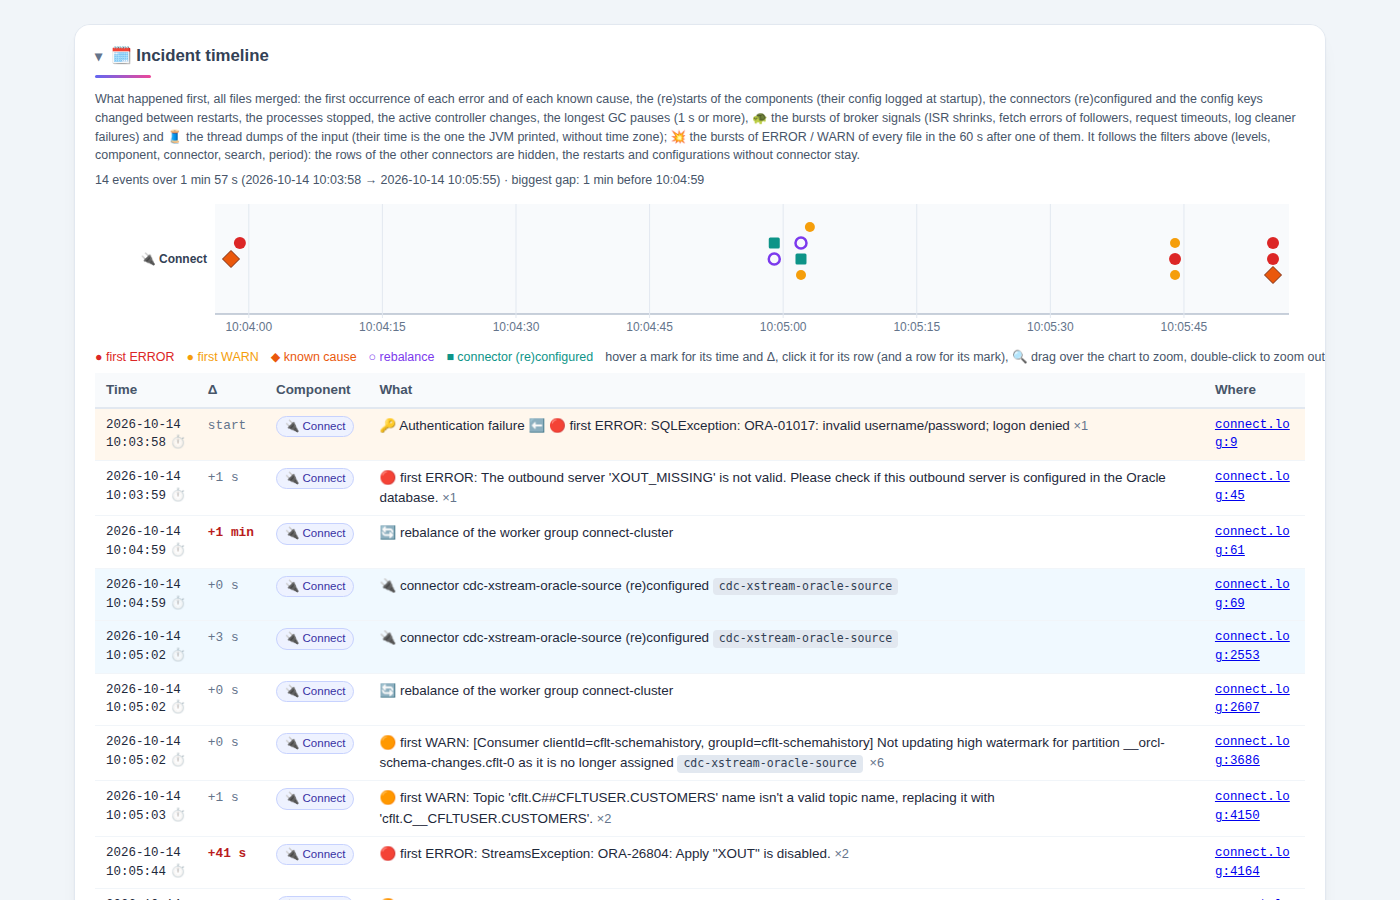 ▼ 🗓️ Incident timeline
What happened first, all files merged: the first occurrence of each error and of each known cause, the (re)starts of the components (their config logged at startup), the connectors (re)configured and the config keys
changed between restarts, the processes stopped, the active controller changes, the longest GC pauses (1 s or more), 🐢 the bursts of broker signals (ISR shrinks, fetch errors of followers, request timeouts, log cleaner
failures) and 🧵 the thread dumps of the input (their time is the one the JVM printed, without time zone); 💥 the bursts of ERROR / WARN of every file in the 60 s after one of them. It follows the filters above (levels,
component, connector, search, period): the rows of the other connectors are hidden, the restarts and configurations without connector stay.
14 events over 1 min 57 s (2026-10-14 10:03:58 → 2026-10-14 10:05:55) · biggest gap: 1 min before 10:04:59
🔌 Connect
10:04:00 10:04:15 10:04:30 10:04:45 10:05:00 10:05:15 10:05:30 10:05:45
● first ERROR ● first WARN ◆ known cause ○ rebalance ■ connector (re)configured hover a mark for its time and Δ, click it for its row (and a row for its mark), 🔍 drag over the chart to zoom, double-click to zoom out
Time Δ Component What Where
2026-10-14 start 🔌 Connect 🔑 Authentication failure ⬅️ 🔴 first ERROR: SQLException: ORA-01017: invalid username/password; logon denied ×1 connect.lo
10:03:58 ⏱️ g:9
2026-10-14 +1 s 🔌 Connect 🔴 first ERROR: The outbound server 'XOUT_MISSING' is not valid. Please check if this outbound server is configured in the Oracle connect.lo
10:03:59 ⏱️ database. ×1 g:45
2026-10-14 +1 min 🔌 Connect 🔄 rebalance of the worker group connect-cluster connect.lo
10:04:59 ⏱️ g:61
2026-10-14 +0 s 🔌 Connect 🔌 connector cdc-xstream-oracle-source (re)configured cdc-xstream-oracle-source connect.lo
10:04:59 ⏱️ g:69
2026-10-14 +3 s 🔌 Connect 🔌 connector cdc-xstream-oracle-source (re)configured cdc-xstream-oracle-source connect.lo
10:05:02 ⏱️ g:2553
2026-10-14 +0 s 🔌 Connect 🔄 rebalance of the worker group connect-cluster connect.lo
10:05:02 ⏱️ g:2607
2026-10-14 +0 s 🔌 Connect 🟠 first WARN: [Consumer clientId=cflt-schemahistory, groupId=cflt-schemahistory] Not updating high watermark for partition __orcl- connect.lo
10:05:02 ⏱️ schema-changes.cflt-0 as it is no longer assigned cdc-xstream-oracle-source ×6 g:3686
2026-10-14 +1 s 🔌 Connect 🟠 first WARN: Topic 'cflt.C##CFLTUSER.CUSTOMERS' name isn't a valid topic name, replacing it with connect.lo
10:05:03 ⏱️ 'cflt.C__CFLTUSER.CUSTOMERS'. ×2 g:4150
2026-10-14 +41 s 🔌 Connect 🔴 first ERROR: StreamsException: ORA-26804: Apply "XOUT" is disabled. ×2 connect.lo
10:05:44 ⏱️ g:4164